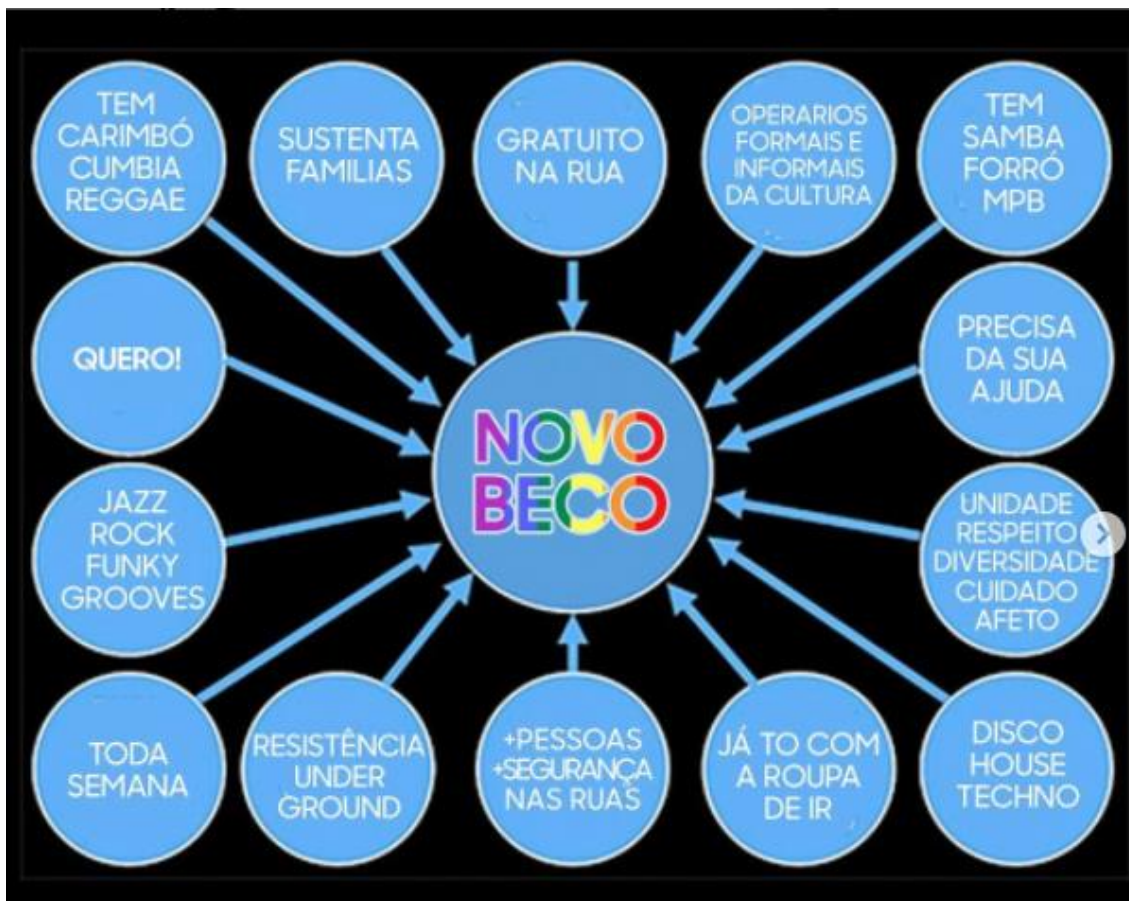 TEM
CARIMBÓ
CUMBIA
REGGAE
SUSTENTA
FAMILIAS
GRATUITO
NA RUA
OPERARIOS
FORMAIS E
INFORMAIS
DA CULTURA
TEM
SAMBA
FORRÓ
MPB
QUERO!
PRECISA
DA SUA
AJUDA
NOVO
BECO
JAZZ
ROCK
FUNKY
GROOVES
UNIDADE
RESPEITO
DIVERSIDADE
CUIDADO
AFETO
TODA
SEMANA
RESISTÊNCIA
UNDER
GROUND
+PESSOAS
+SEGURANÇA
NAS RUAS
JÁ TO COM
A ROUPA
DE IR
DISCO
HOUSE
TECHNO